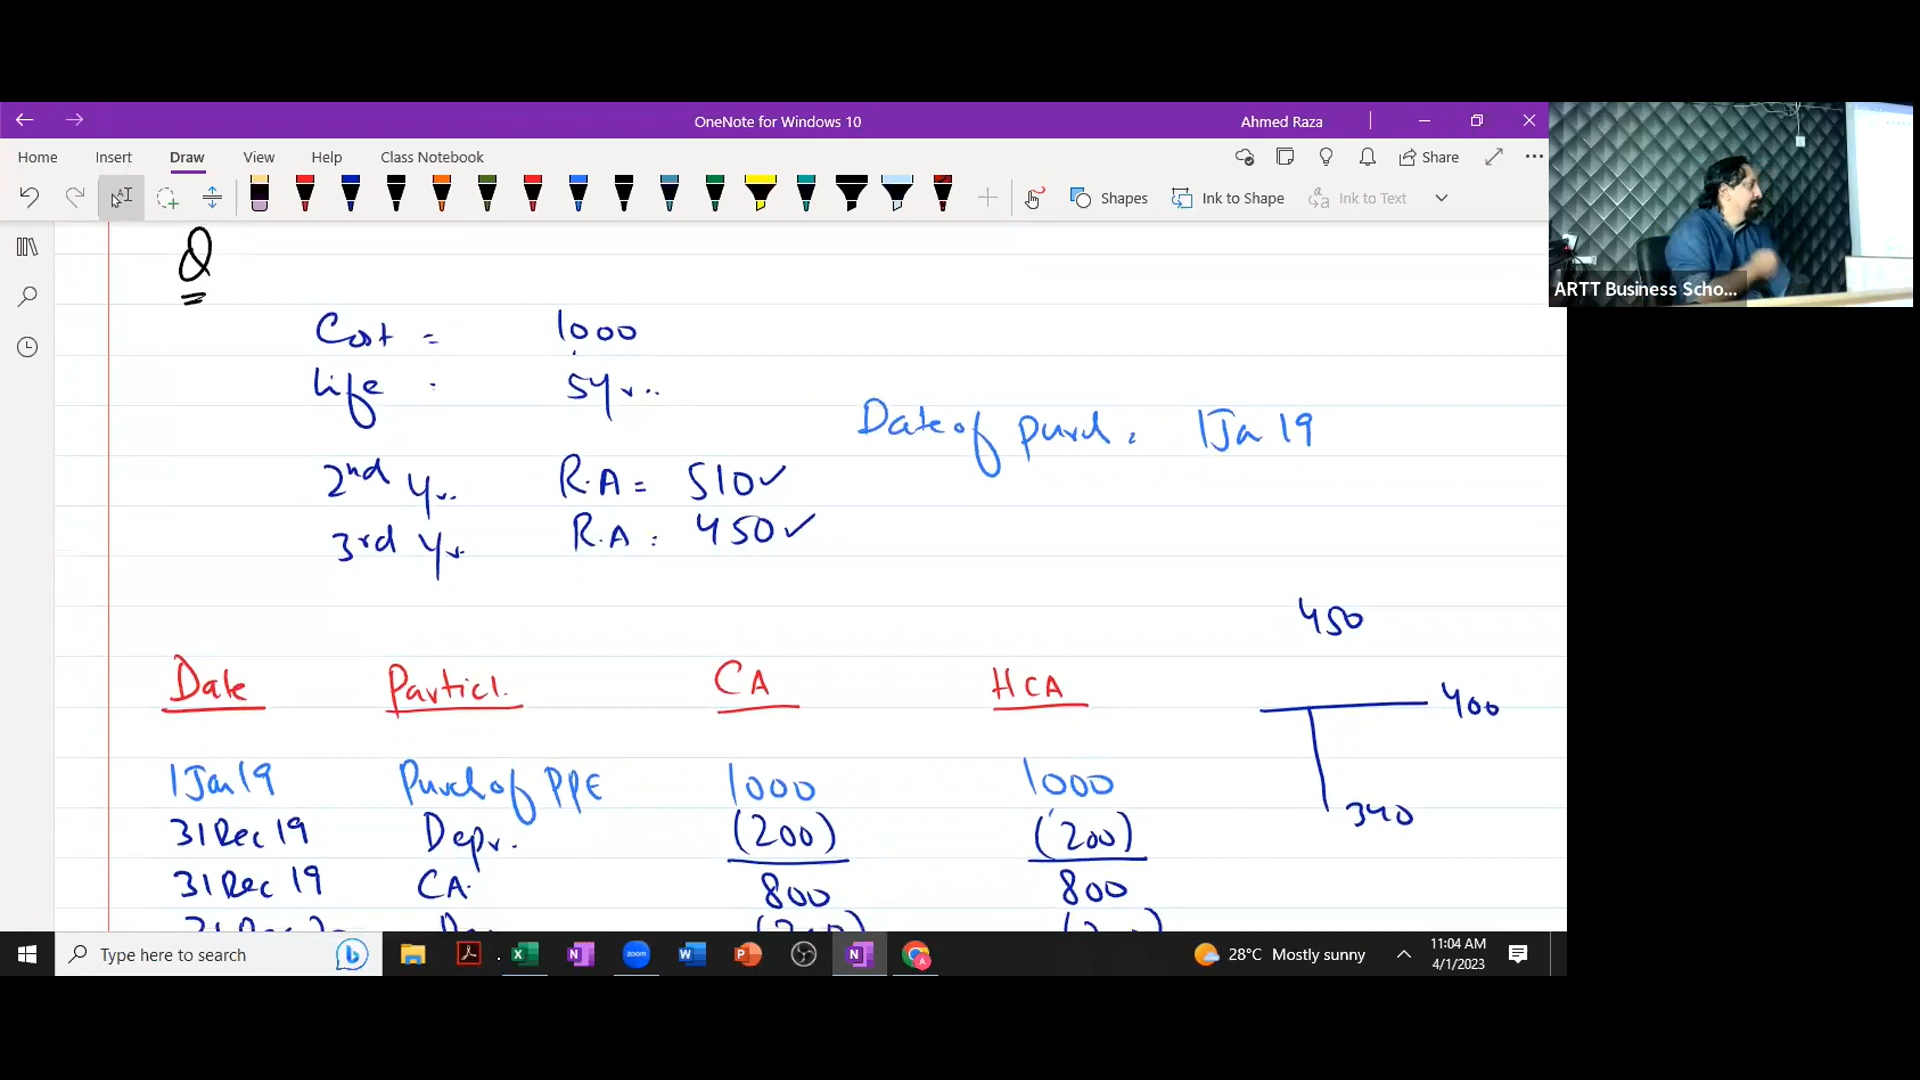 OneNote for Windows 10
Ahmed Raza
Home Insert Draw View Help Class Notebook
Share
Shapes Ink to Shape Ink to Text
ARTT Business Scho...
Q
Cost = 1000
Life : 5yr..
Date of purch : 1Jan 19
2nd yr. R.A = 510✓
3rd yr. R.A : 450✓
450
400
340
Date Particl. CA HCA
1Jan19 Purch of PPE 1000 1000
31Dec19 Depr. (200) (200)
31Dec 19 CA. 800 800
Type here to search
28°C Mostly sunny
11:04 AM
4/1/2023